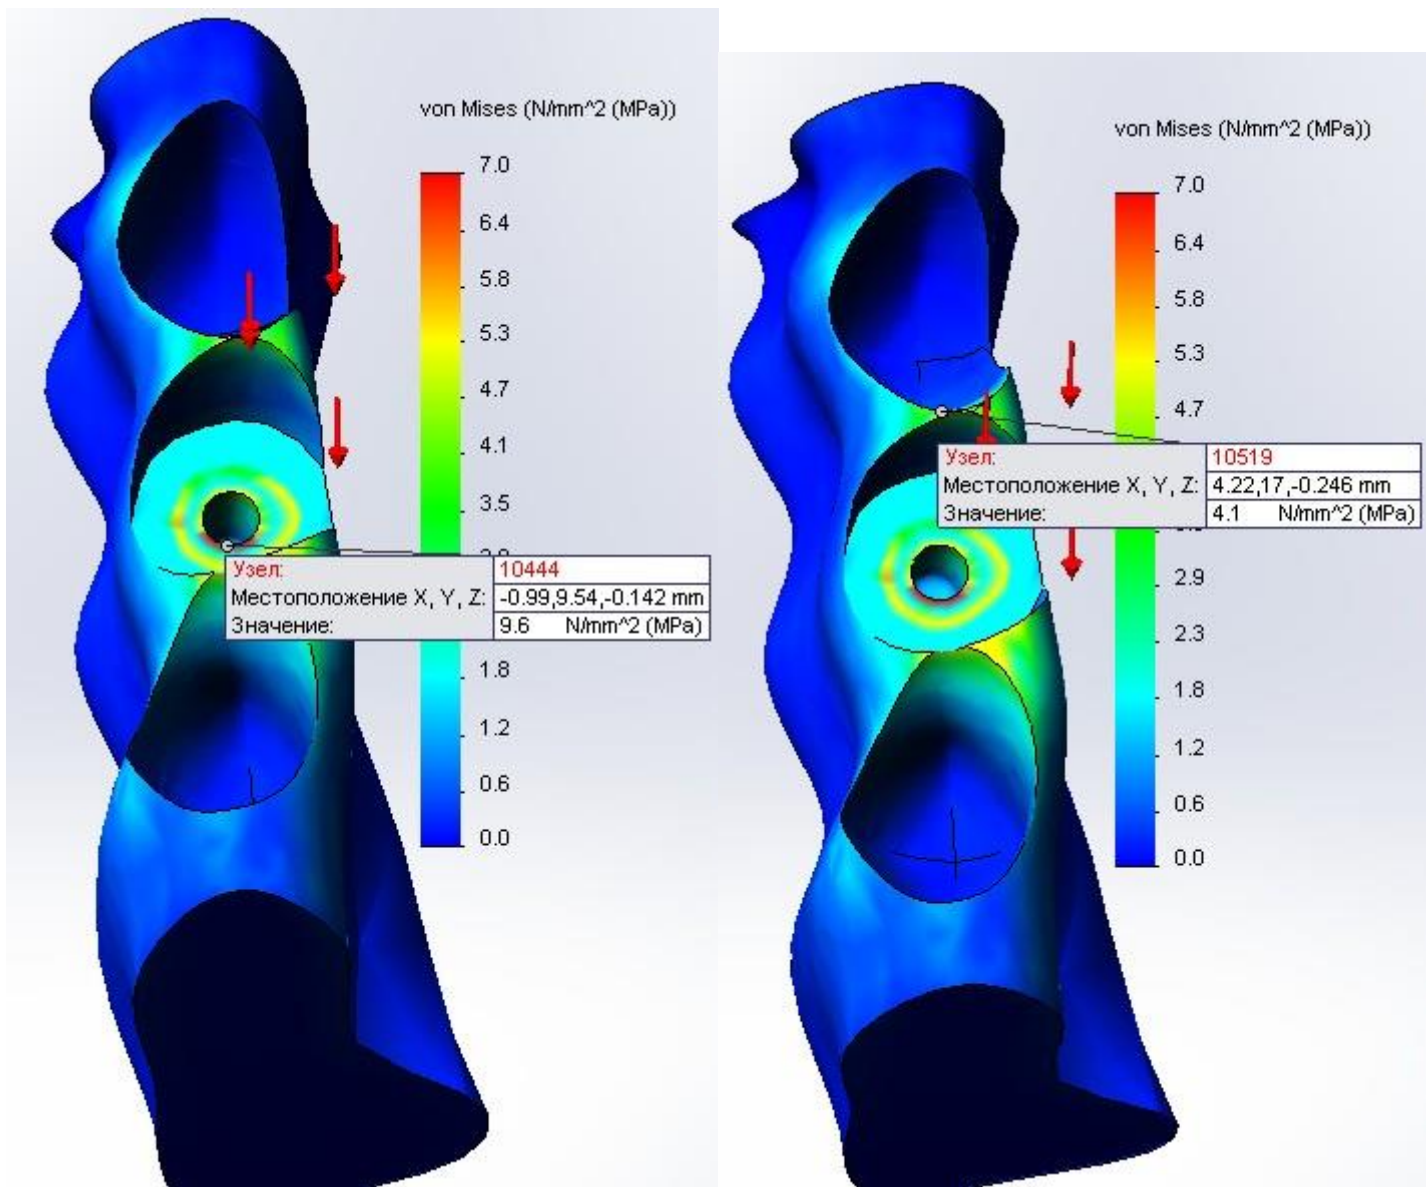 von Mises (N/mm^2 (MPa))
7.0
6.4
5.8
5.3
4.7
4.1
3.5
Узел: 10444
Местоположение X, Y, Z: -0.99,9.54,-0.142 mm
Значение: 9.6 N/mm^2 (MPa)
1.8
1.2
0.6
0.0
von Mises (N/mm^2 (MPa))
7.0
6.4
5.8
5.3
4.7
Узел: 10519
Местоположение X, Y, Z: 4.22,17,-0.246 mm
Значение: 4.1 N/mm^2 (MPa)
2.9
2.3
1.8
1.2
0.6
0.0